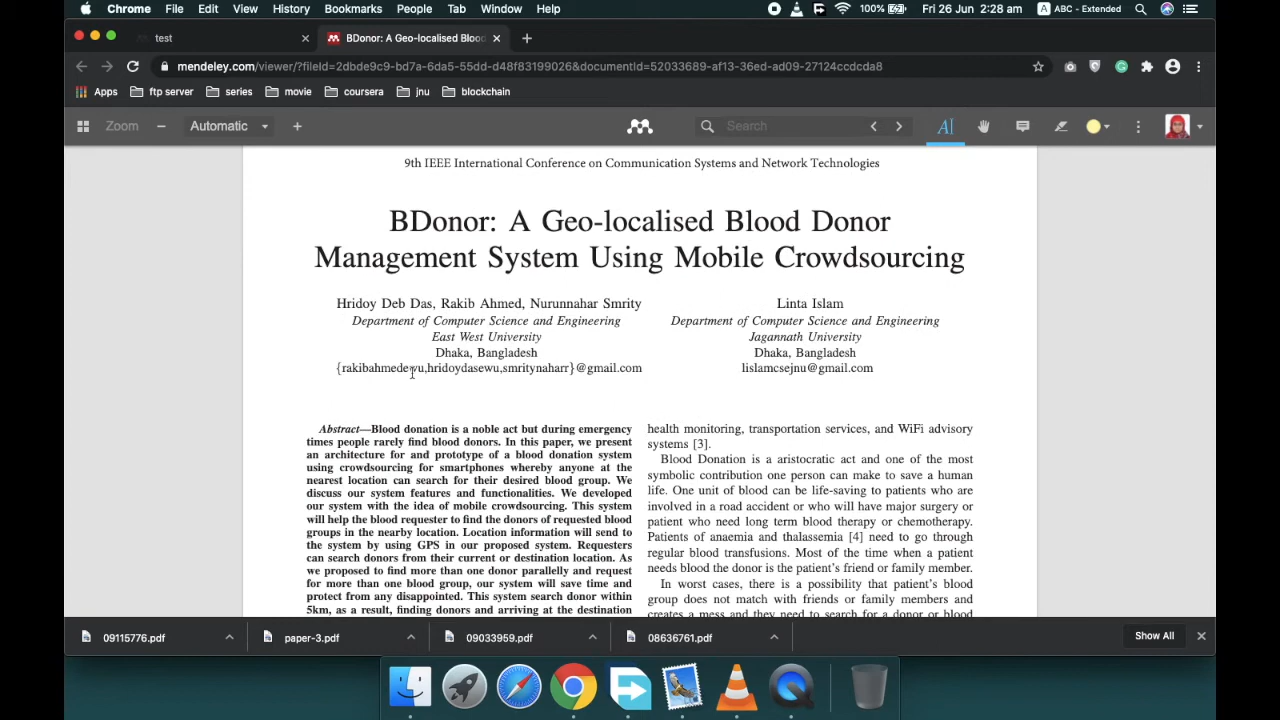 Chrome File Edit View History Bookmarks People Tab Window Help 100% Fri 26 Jun 2:28 am A ABC - Extended
test BDonor: A Geo-localised Bloo
mendeley.com/viewer/?fileId=2dbde9c9-bd7a-6da5-55dd-d48f83199026&documentId=52033689-af13-36ed-ad09-27124ccdcda8
Apps ftp server series movie coursera jnu blockchain
Zoom Automatic Search
9th IEEE International Conference on Communication Systems and Network Technologies
BDonor: A Geo-localised Blood Donor
Management System Using Mobile Crowdsourcing
Hridoy Deb Das, Rakib Ahmed, Nurunnahar Smrity
Department of Computer Science and Engineering
East West University
Dhaka, Bangladesh
{rakibahmedewu,hridoydasewu,smritynaharr}@gmail.com
Linta Islam
Department of Computer Science and Engineering
Jagannath University
Dhaka, Bangladesh
lislamcsejnu@gmail.com
Abstract—Blood donation is a noble act but during emergency
times people rarely find blood donors. In this paper, we present
an architecture for and prototype of a blood donation system
using crowdsourcing for smartphones whereby anyone at the
nearest location can search for their desired blood group. We
discuss our system features and functionalities. We developed
our system with the idea of mobile crowdsourcing. This system
will help the blood requester to find the donors of requested blood
groups in the nearby location. Location information will send to
the system by using GPS in our proposed system. Requesters
can search donors from their current or destination location. As
we proposed to find more than one donor parallelly and request
for more than one blood group, our system will save time and
protect from any disappointed. This system search donor within
5km, as a result, finding donors and arriving at the destination
health monitoring, transportation services, and WiFi advisory
systems [3].
Blood Donation is a aristocratic act and one of the most
symbolic contribution one person can make to save a human
life. One unit of blood can be life-saving to patients who are
involved in a road accident or who will have major surgery or
patient who need long term blood therapy or chemotherapy.
Patients of anaemia and thalassemia [4] need to go through
regular blood transfusions. Most of the time when a patient
needs blood the donor is the patient's friend or family member.
In worst cases, there is a possibility that patient's blood
group does not match with friends or family members and
creates a mess and they need to search for a donor or blood
09115776.pdf paper-3.pdf 09033959.pdf 08636761.pdf Show All